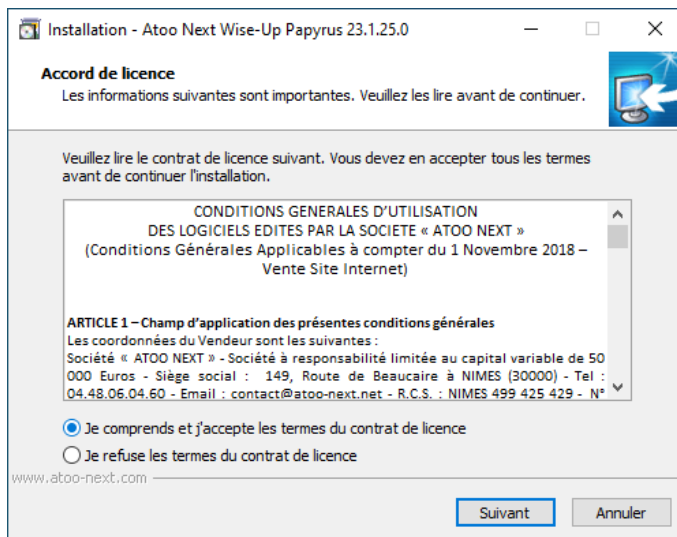 Installation - Atoo Next Wise-Up Papyrus 23.1.25.0
Accord de licence
Les informations suivantes sont importantes. Veuillez les lire avant de continuer.
Veuillez lire le contrat de licence suivant. Vous devez en accepter tous les termes
avant de continuer l'installation.
CONDITIONS GENERALES D'UTILISATION
DES LOGICIELS EDITES PAR LA SOCIETE « ATOO NEXT »
(Conditions Générales Applicables à compter du 1 Novembre 2018 –
Vente Site Internet)
ARTICLE 1 – Champ d'application des présentes conditions générales
Les coordonnées du Vendeur sont les suivantes :
Société « ATOO NEXT » - Société à responsabilité limitée au capital variable de 50
000 Euros - Siège social : 149, Route de Beaucaire à NIMES (30000) - Tel :
04.48.06.04.60 - Email : contact@atoo-next.net - R.C.S. : NIMES 499 425 429 - N°
Je comprends et j'accepte les termes du contrat de licence
Je refuse les termes du contrat de licence
www.atoo-next.com
Suivant
Annuler